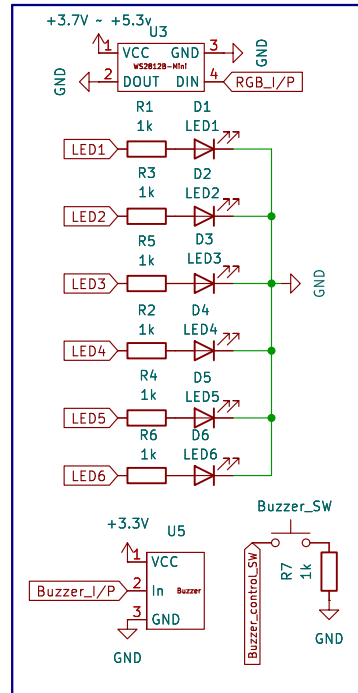 +3.7V ~ +5.3v
U3
1 VCC GND 3
WS2812B-Mini
2 DOUT DIN 4
GND
GND
RGB_I/P
R1 D1
1k LED1
LED1
R3 D2
1k LED2
LED2
R5 D3
1k LED3
LED3
GND
R2 D4
1k LED4
LED4
R4 D5
1k LED5
LED5
R6 D6
1k LED6
LED6
Buzzer_SW
+3.3V
U5
1 VCC
Buzzer_I/P
2 In Buzzer
3 GND
GND
Buzzer_control_SW
R7
1k
GND